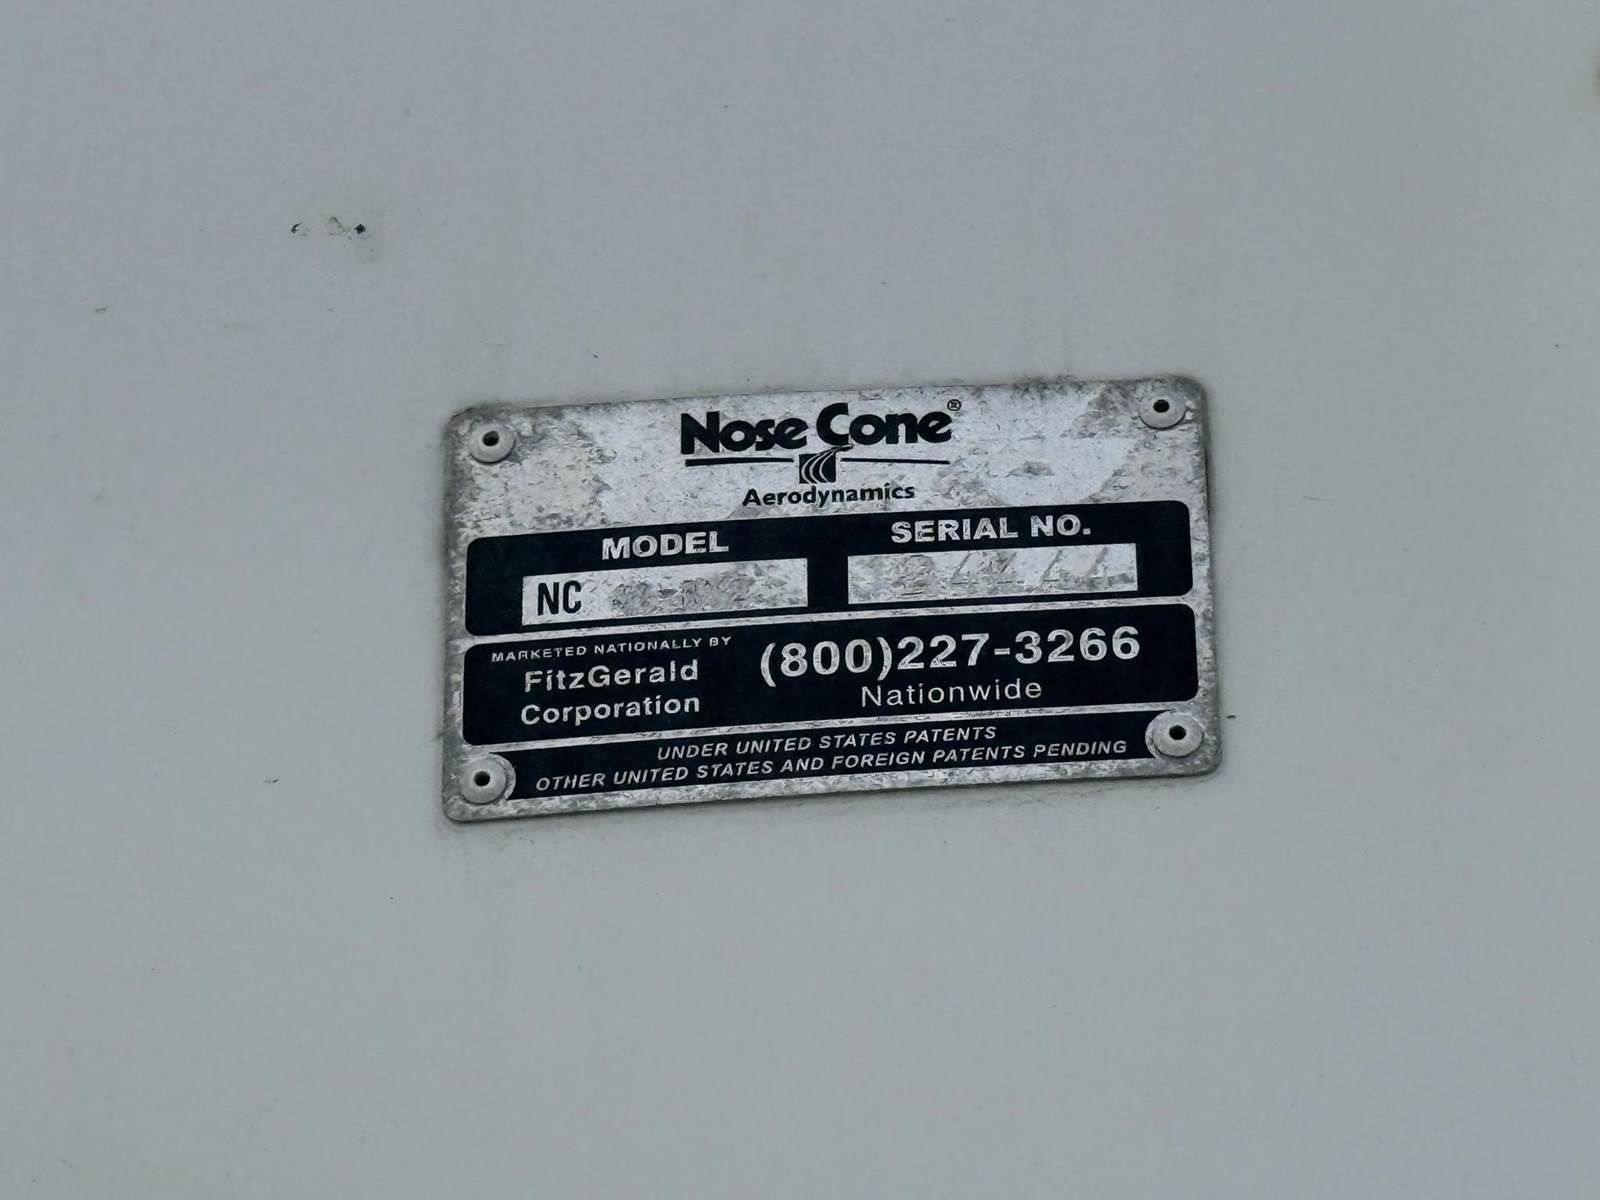 Nose Cone®
Aerodynamics
MODEL
SERIAL NO.
NC
MARKETED NATIONALLY BY
FitzGerald
Corporation
(800)227-3266
Nationwide
UNDER UNITED STATES PATENTS
OTHER UNITED STATES AND FOREIGN PATENTS PENDING